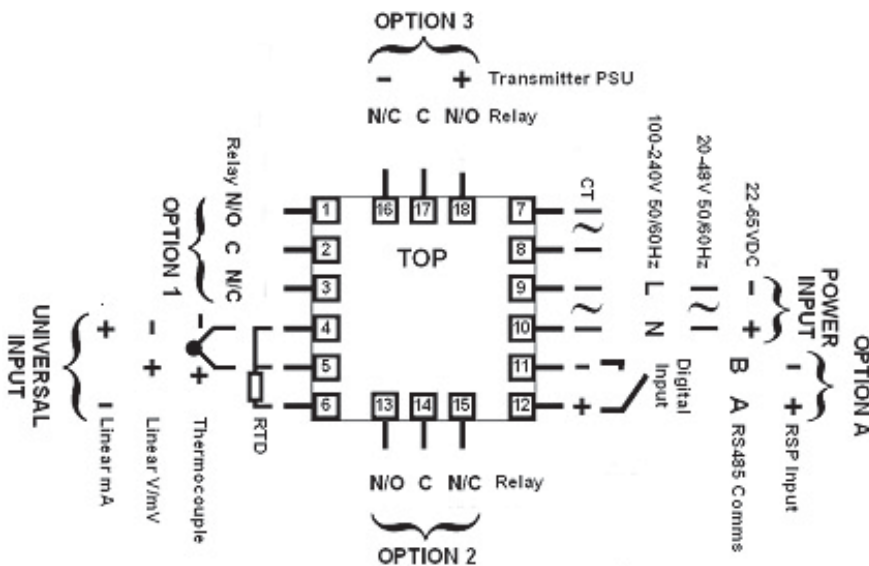 OPTION 3
- + Transmitter PSU
N/C C N/O Relay
16 17 18
TOP
1
2
3
4
5
6
7
8
9
10
11
12
13 14 15
N/O C N/C Relay
OPTION 2
Relay N/O C N/C
OPTION 1
- + Thermocouple
RTD
- + Linear V/mV
+ - Linear mA
UNIVERSAL INPUT
CT
~
~
- +
Digital Input
100-240V 50/60Hz L N
20-48V 50/60Hz ~
22-65VDC - +
POWER INPUT
B A RS485 Comms
- + RSP Input
OPTION A